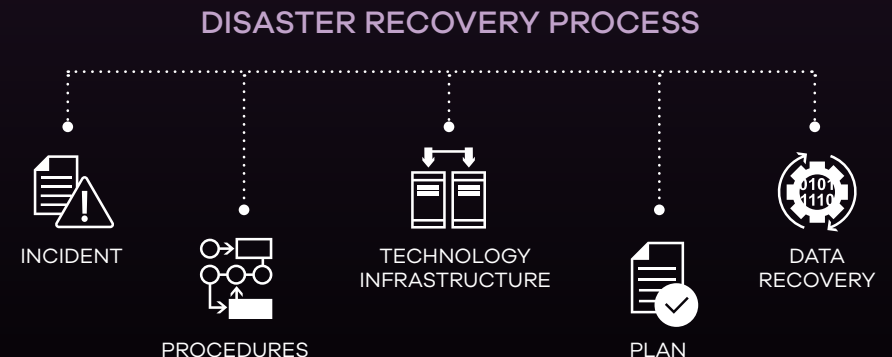 DISASTER RECOVERY PROCESS
INCIDENT
PROCEDURES
TECHNOLOGY
INFRASTRUCTURE
PLAN
0101
1110
DATA
RECOVERY